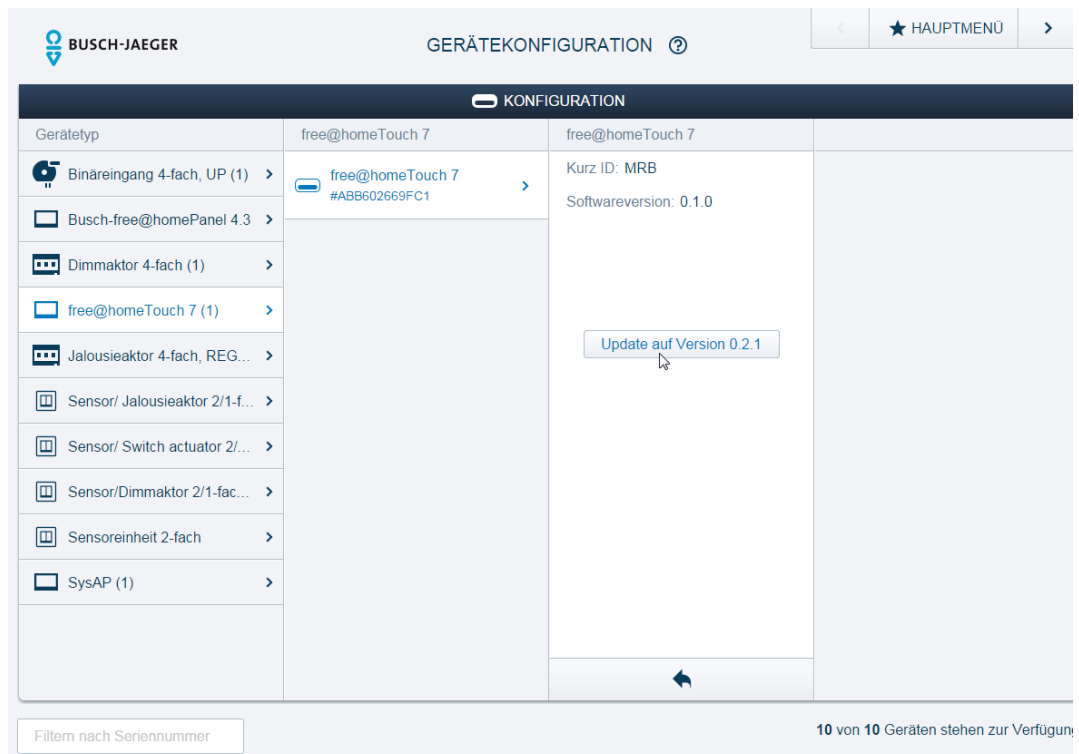 BUSCH-JAEGER
GERÄTEKONFIGURATION ?
HAUPTMENÜ
KONFIGURATION
Gerätetyp
free@homeTouch 7
free@homeTouch 7
Binäreingang 4-fach, UP (1)
Busch-free@homePanel 4.3
Dimmaktor 4-fach (1)
free@homeTouch 7 (1)
Jalousieaktor 4-fach, REG...
Sensor/ Jalousieaktor 2/1-f...
Sensor/ Switch actuator 2/...
Sensor/Dimmaktor 2/1-fac...
Sensoreinheit 2-fach
SysAP (1)
free@homeTouch 7
#ABB602669FC1
Kurz ID: MRB
Softwareversion: 0.1.0
Update auf Version 0.2.1
Filtern nach Seriennummer
10 von 10 Geräten stehen zur Verfügung